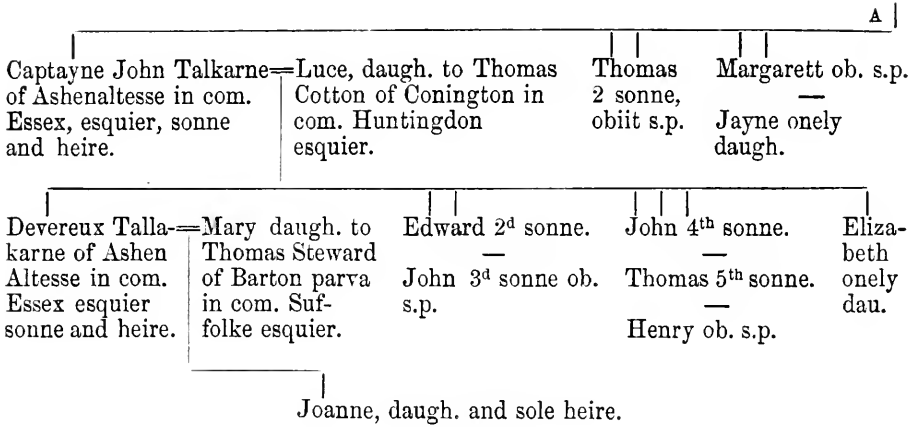 A
Captayne John Talkarne=Luce, daugh. to Thomas
of Ashenaltesse in com.
Essex, esquier, sonne
and heire.
Cotton of Conington in
com. Huntingdon
esquier.
Thomas
2 sonne,
obiit s.p.
Margarett ob. s.p.
—
Jayne onely
daugh.
Devereux Talla-=Mary daugh. to
karne of Ashen
Altesse in com.
Essex esquier
sonne and heire.
Thomas Steward
of Barton parva
in com. Suf-
folke esquier.
Edward 2d sonne.
—
John 3d sonne ob.
s.p.
John 4th sonne.
—
Thomas 5th sonne.
—
Henry ob. s.p.
Eliza-
beth
onely
dau.
Joanne, daugh. and sole heire.